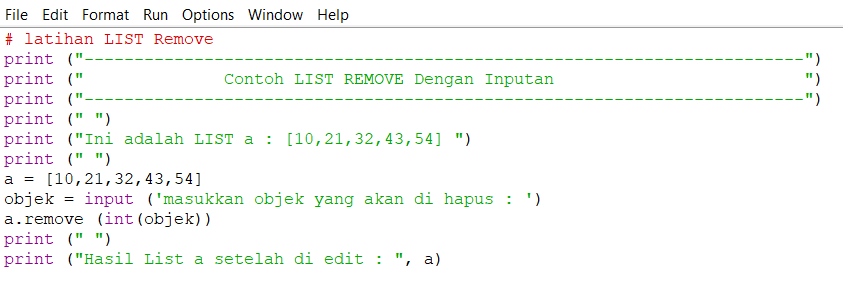 File Edit Format Run Options Window Help
# latihan LIST Remove
print ("------------------------------------------------------------------------")
print ("              Contoh LIST REMOVE Dengan Inputan                         ")
print ("------------------------------------------------------------------------")
print (" ")
print ("Ini adalah LIST a : [10,21,32,43,54] ")
print (" ")
a = [10,21,32,43,54]
objek = input ('masukkan objek yang akan di hapus : ')
a.remove (int(objek))
print (" ")
print ("Hasil List a setelah di edit : ", a)